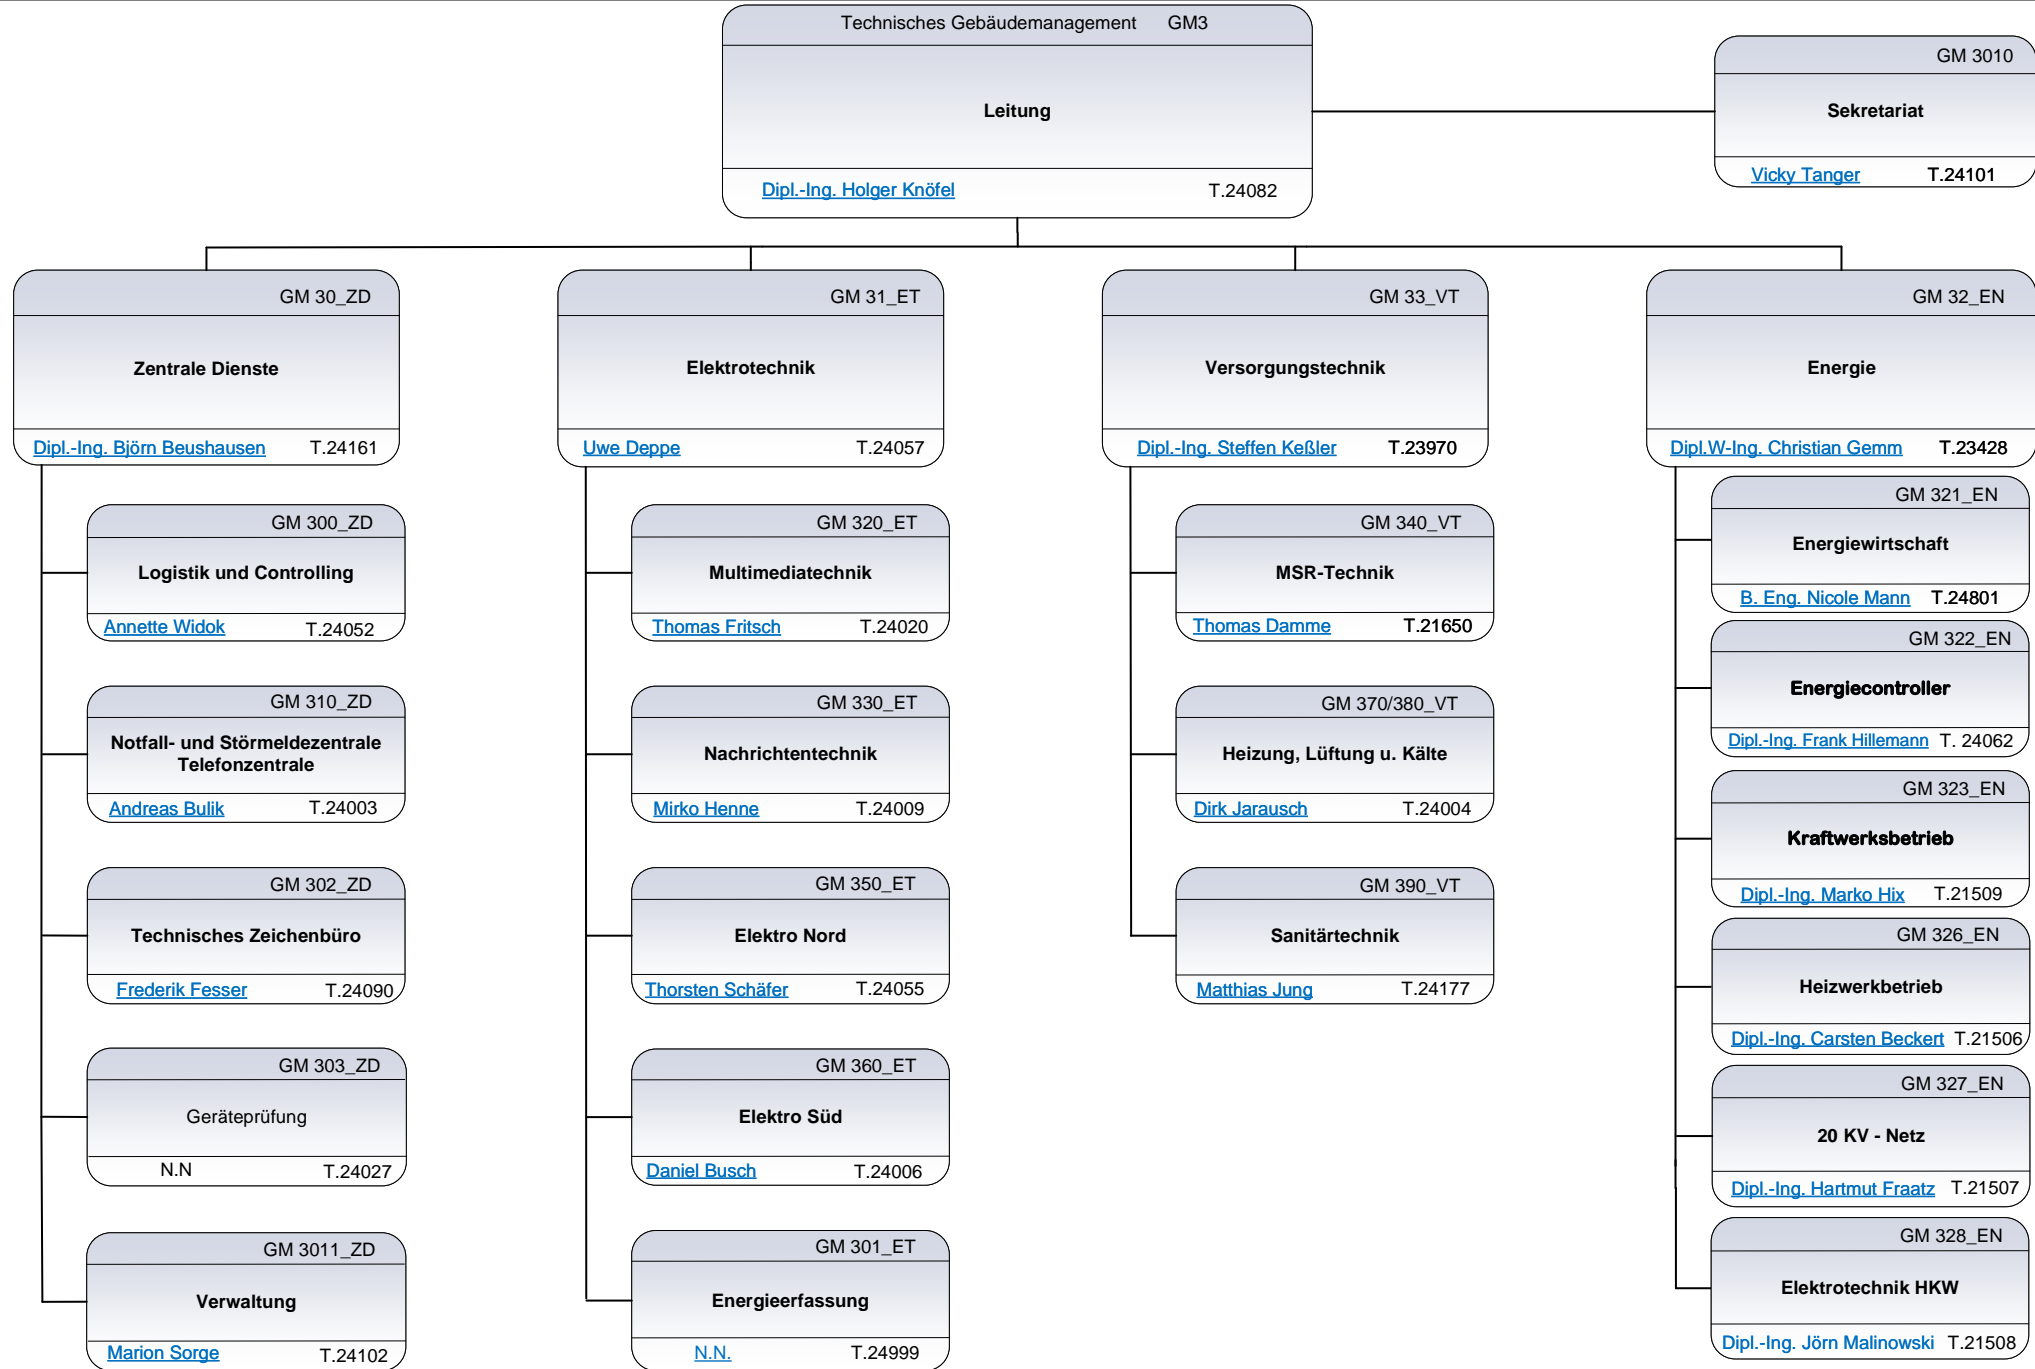 Technisches Gebäudemanagement GM3
Leitung
Dipl.-Ing. Holger Knöfel T.24082
GM 3010
Sekretariat
Vicky Tanger T.24101
GM 30_ZD
Zentrale Dienste
Dipl.-Ing. Björn Beushausen T.24161
GM 300_ZD
Logistik und Controlling
Annette Widok T.24052
GM 310_ZD
Notfall- und Störmeldezentrale
Telefonzentrale
Andreas Bulik T.24003
GM 302_ZD
Technisches Zeichenbüro
Frederik Fesser T.24090
GM 303_ZD
Geräteprüfung
N.N T.24027
GM 3011_ZD
Verwaltung
Marion Sorge T.24102
GM 31_ET
Elektrotechnik
Uwe Deppe T.24057
GM 320_ET
Multimediatechnik
Thomas Fritsch T.24020
GM 330_ET
Nachrichtentechnik
Mirko Henne T.24009
GM 350_ET
Elektro Nord
Thorsten Schäfer T.24055
GM 360_ET
Elektro Süd
Daniel Busch T.24006
GM 301_ET
Energieerfassung
N.N. T.24999
GM 33_VT
Versorgungstechnik
Dipl.-Ing. Steffen Keßler T.23970
GM 340_VT
MSR-Technik
Thomas Damme T.21650
GM 370/380_VT
Heizung, Lüftung u. Kälte
Dirk Jarausch T.24004
GM 390_VT
Sanitärtechnik
Matthias Jung T.24177
GM 32_EN
Energie
Dipl.W-Ing. Christian Gemm T.23428
GM 321_EN
Energiewirtschaft
B. Eng. Nicole Mann T.24801
GM 322_EN
Energiecontroller
Dipl.-Ing. Frank Hillemann T. 24062
GM 323_EN
Kraftwerksbetrieb
Dipl.-Ing. Marko Hix T.21509
GM 326_EN
Heizwerkbetrieb
Dipl.-Ing. Carsten Beckert T.21506
GM 327_EN
20 KV - Netz
Dipl.-Ing. Hartmut Fraatz T.21507
GM 328_EN
Elektrotechnik HKW
Dipl.-Ing. Jörn Malinowski T.21508